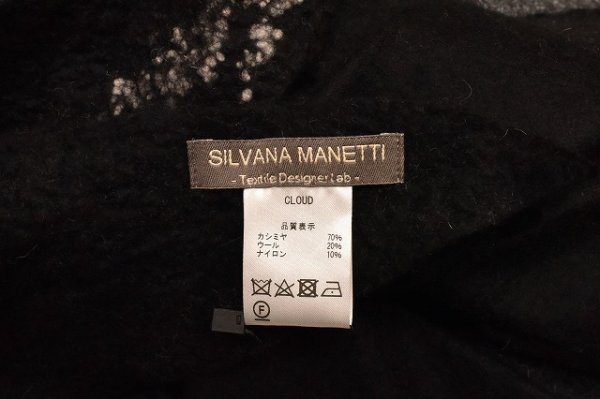 SILVANA MANETTI
- Textile Designer Lab -
CLOUD
品質表示
カシミヤ 70%
ウール 20%
ナイロン 10%
F